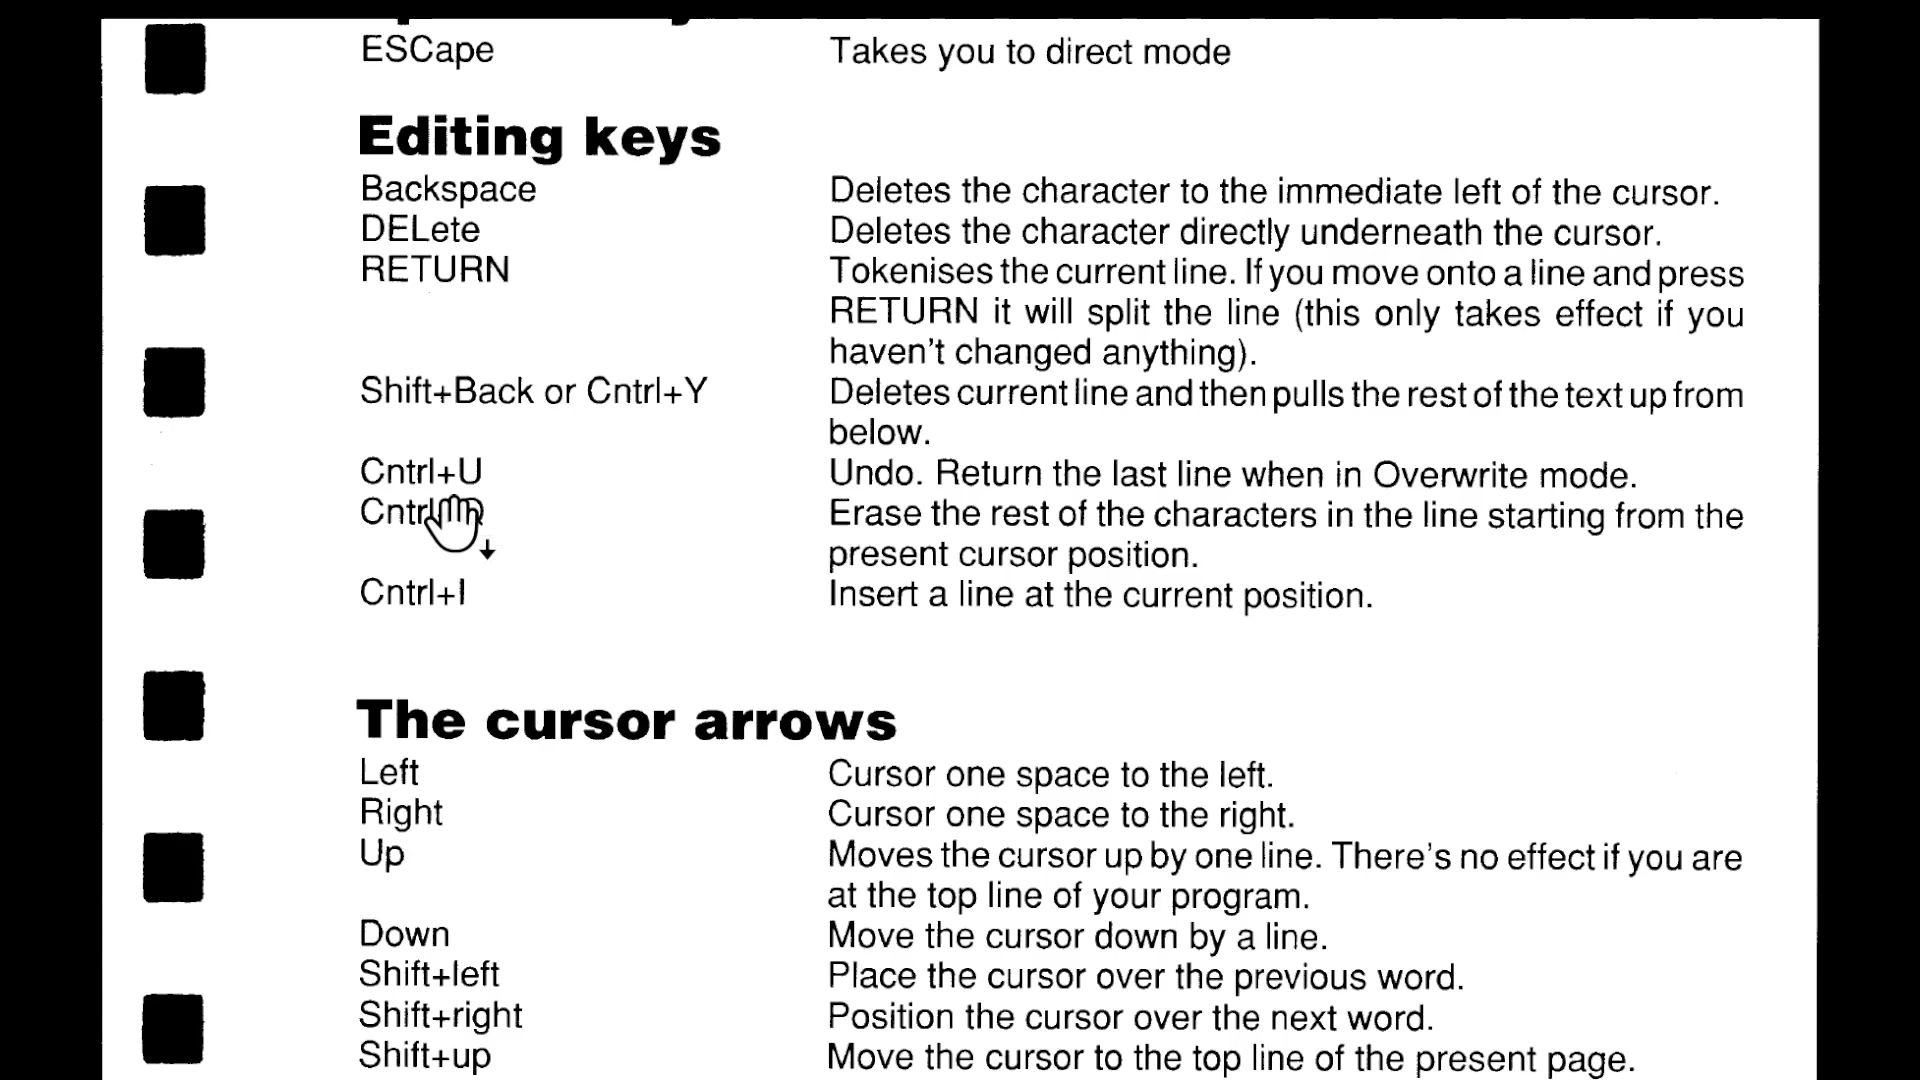 ESCape Takes you to direct mode
Editing keys
Backspace Deletes the character to the immediate left of the cursor.
DELete Deletes the character directly underneath the cursor.
RETURN Tokenises the current line. If you move onto a line and press
RETURN it will split the line (this only takes effect if you
haven't changed anything).
Shift+Back or Cntrl+Y Deletes current line and then pulls the rest of the text up from
below.
Cntrl+U Undo. Return the last line when in Overwrite mode.
Erase the rest of the characters in the line starting from the
present cursor position.
Cntrl+I Insert a line at the current position.
The cursor arrows
Left Cursor one space to the left.
Right Cursor one space to the right.
Up Moves the cursor up by one line. There's no effect if you are
at the top line of your program.
Down Move the cursor down by a line.
Shift+left Place the cursor over the previous word.
Shift+right Position the cursor over the next word.
Shift+up Move the cursor to the top line of the present page.